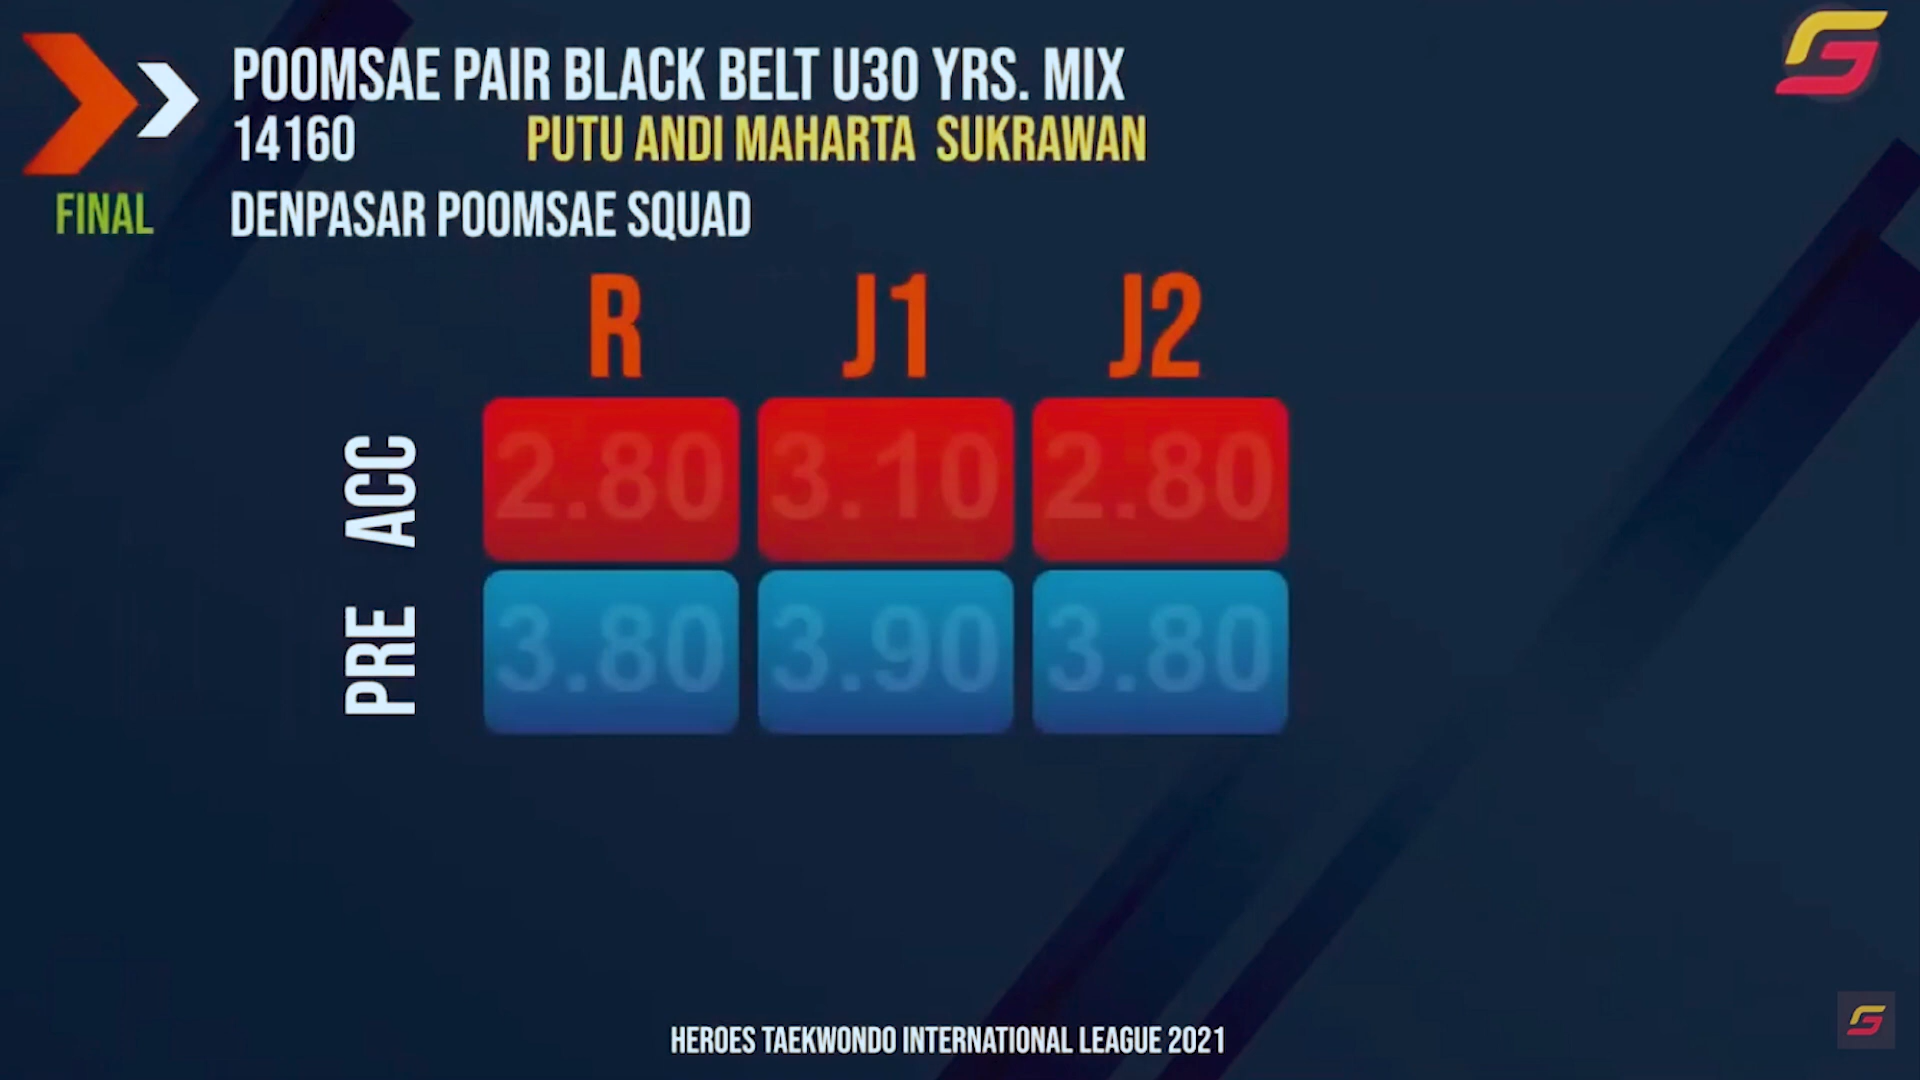 POOMSAE PAIR BLACK BELT U30 YRS. MIX
14160 PUTU ANDI MAHARTA SUKRAWAN
FINAL DENPASAR POOMSAE SQUAD
R J1 J2
ACC 2.80 3.10 2.80
PRE 3.80 3.90 3.80
HEROES TAEKWONDO INTERNATIONAL LEAGUE 2021